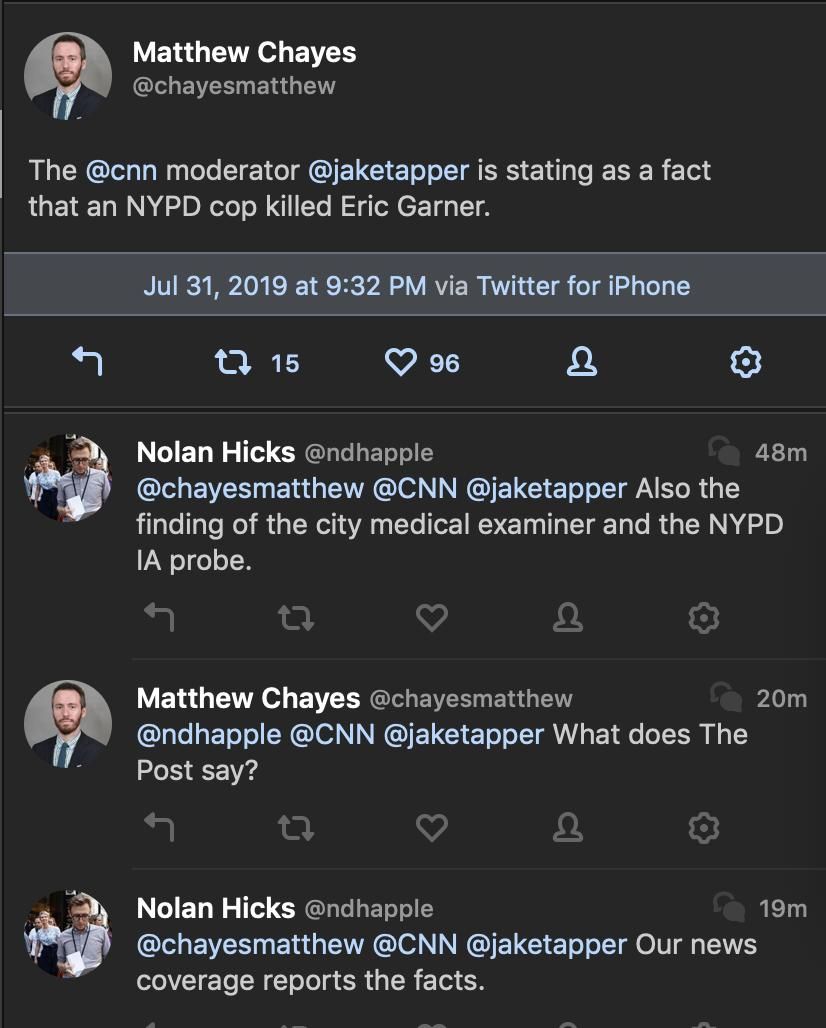 Matthew Chayes
@chayesmatthew
The @cnn moderator @jaketapper is stating as a fact
that an NYPD cop killed Eric Garner.
Jul 31, 2019 at 9:32 PM via Twitter for iPhone
15 96
Nolan Hicks @ndhapple 48m
@chayesmatthew @CNN @jaketapper Also the
finding of the city medical examiner and the NYPD
IA probe.
Matthew Chayes @chayesmatthew 20m
@ndhapple @CNN @jaketapper What does The
Post say?
Nolan Hicks @ndhapple 19m
@chayesmatthew @CNN @jaketapper Our news
coverage reports the facts.